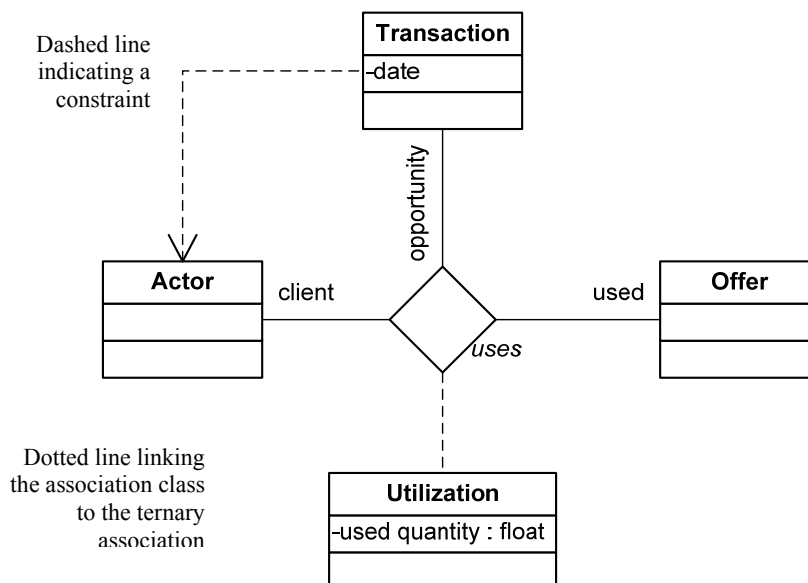 Transaction
-date
Dashed line
indicating a
constraint
opportunity
Actor
client
used
Offer
uses
Dotted line linking
the association class
to the ternary
association
Utilization
-used quantity : float